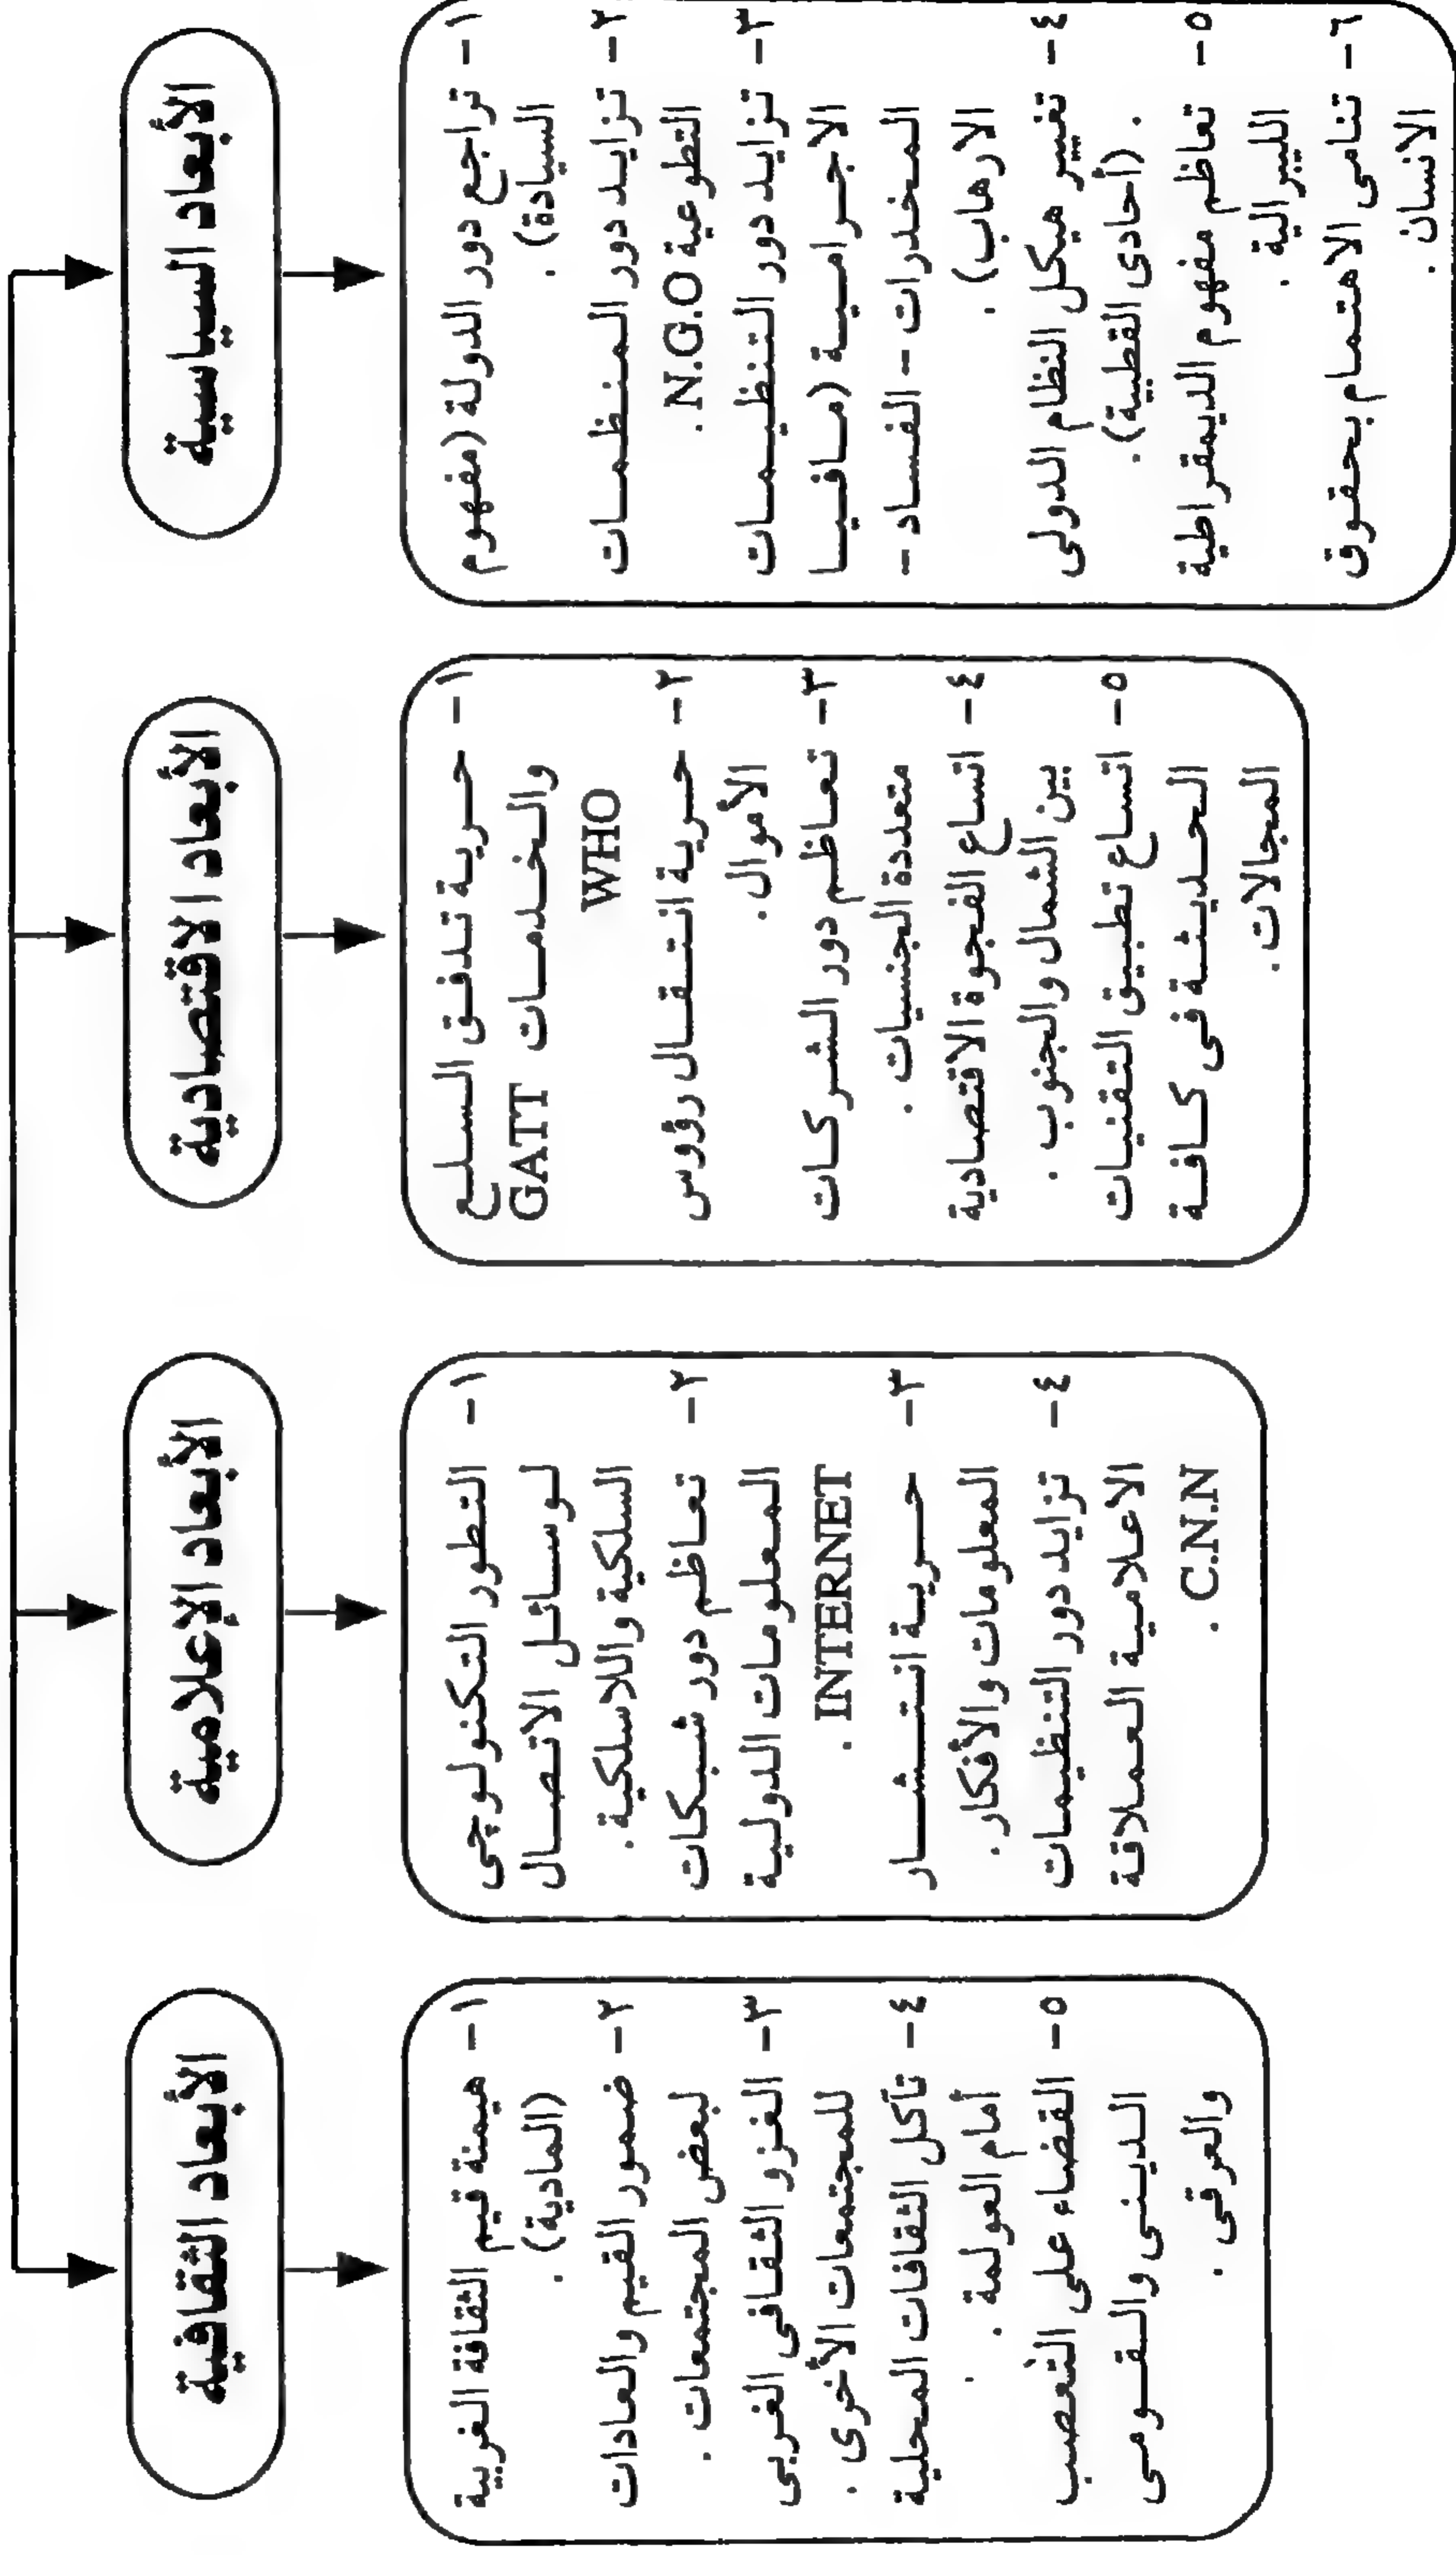 الأبعاد السياسية
١- تراجع دور الدولة (مفهوم
السيادة) .
٢- تزايد دور المنظمات
التطوعية N.G.O .
٣- تزايد دور التنظيمات
الاجرامية (مافيا
المخدرات - الفساد -
الارهاب) .
٤- تغيير هيكل النظام الدولى
(أحادى القطبية) .
٥- تعاظم مفهوم الديمقراطية
الليبرالية .
٦- تنامى الاهتمام بحقوق
الانسان .
الأبعاد الاقتصادية
١- حرية تدفق السلع
والخدمات GATT
WHO
٢- حرية انتقال رؤوس
الأموال .
٣- تعاظم دور الشركات
متعددة الجنسيات .
٤- اتساع الفجوة الاقتصادية
بين الشمال والجنوب .
٥- اتساع تطبيق التقنيات
الحديثة فى كافة
المجالات .
الأبعاد الإعلامية
١- التطور التكنولوچى
لوسائل الاتصال
السلكية واللاسلكية .
٢- تعاظم دور شبكات
المعلومات الدولية
INTERNET .
٣- حرية انتشار
المعلومات والأفكار .
٤- تزايد دور التنظيمات
الاعلامية العملاقة
C.N.N .
الأبعاد الثقافية
١- هيمنة قيم الثقافة الغربية
(المادية) .
٢- ضمور القيم والعادات
لبعض المجتمعات .
٣- الغزو الثقافى الغربى
للمجتمعات الأخرى .
٤- تآكل الثقافات المحلية
أمام العولمة .
٥- القضاء على التعصب
الدينى والقومى
والعرقى .